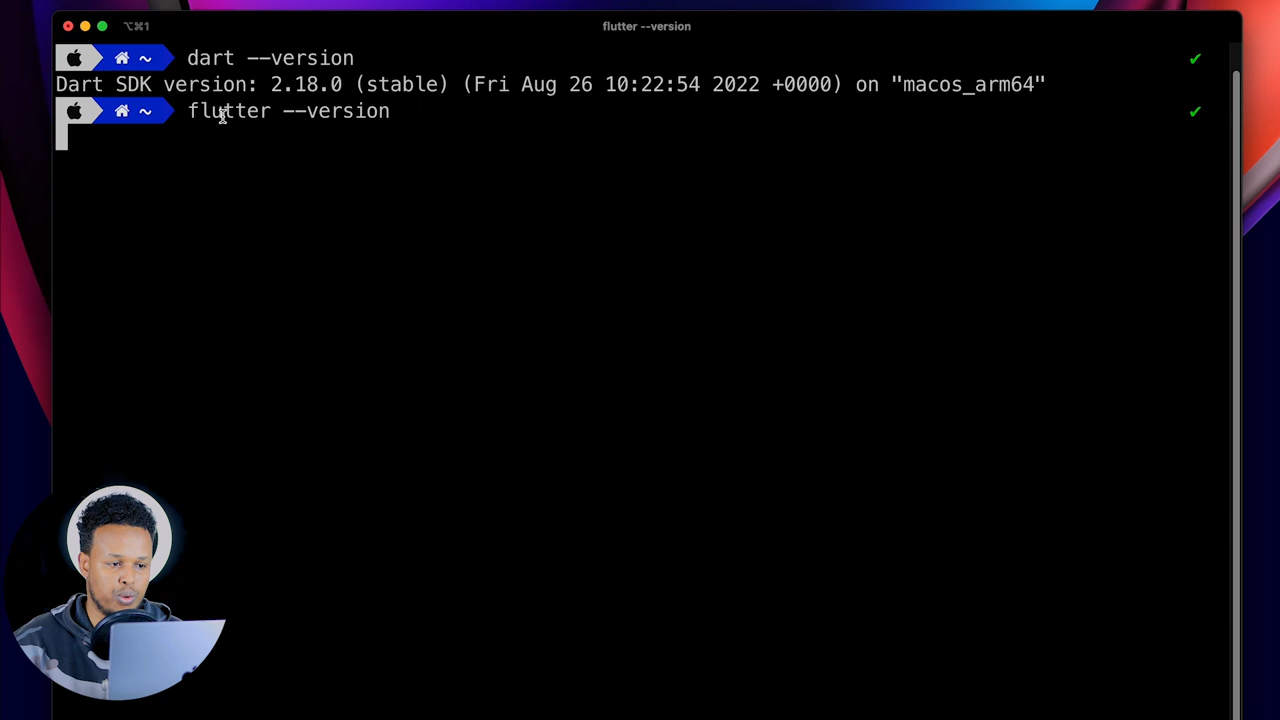 ⌥⌘1
flutter --version
~ dart --version ✔
Dart SDK version: 2.18.0 (stable) (Fri Aug 26 10:22:54 2022 +0000) on "macos_arm64"
~ flutter --version ✔